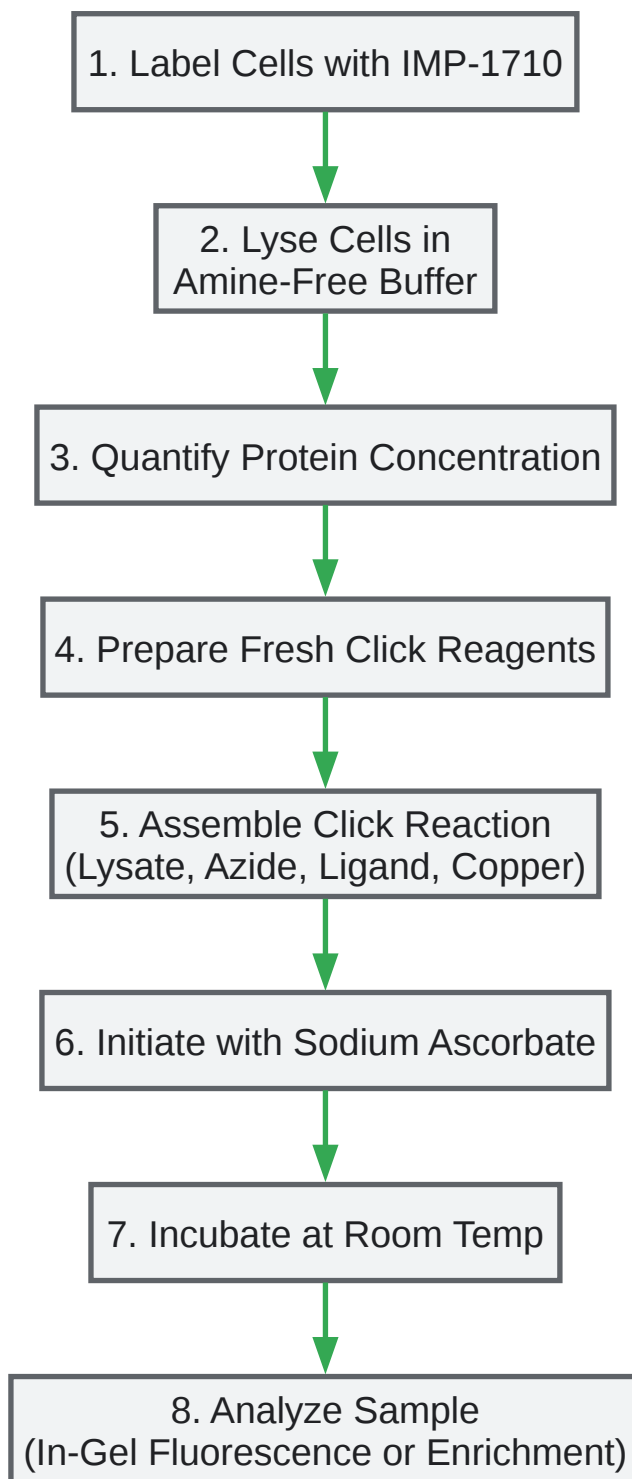 1. Label Cells with IMP-1710
2. Lyse Cells in
Amine-Free Buffer
3. Quantify Protein Concentration
4. Prepare Fresh Click Reagents
5. Assemble Click Reaction
(Lysate, Azide, Ligand, Copper)
6. Initiate with Sodium Ascorbate
7. Incubate at Room Temp
8. Analyze Sample
(In-Gel Fluorescence or Enrichment)